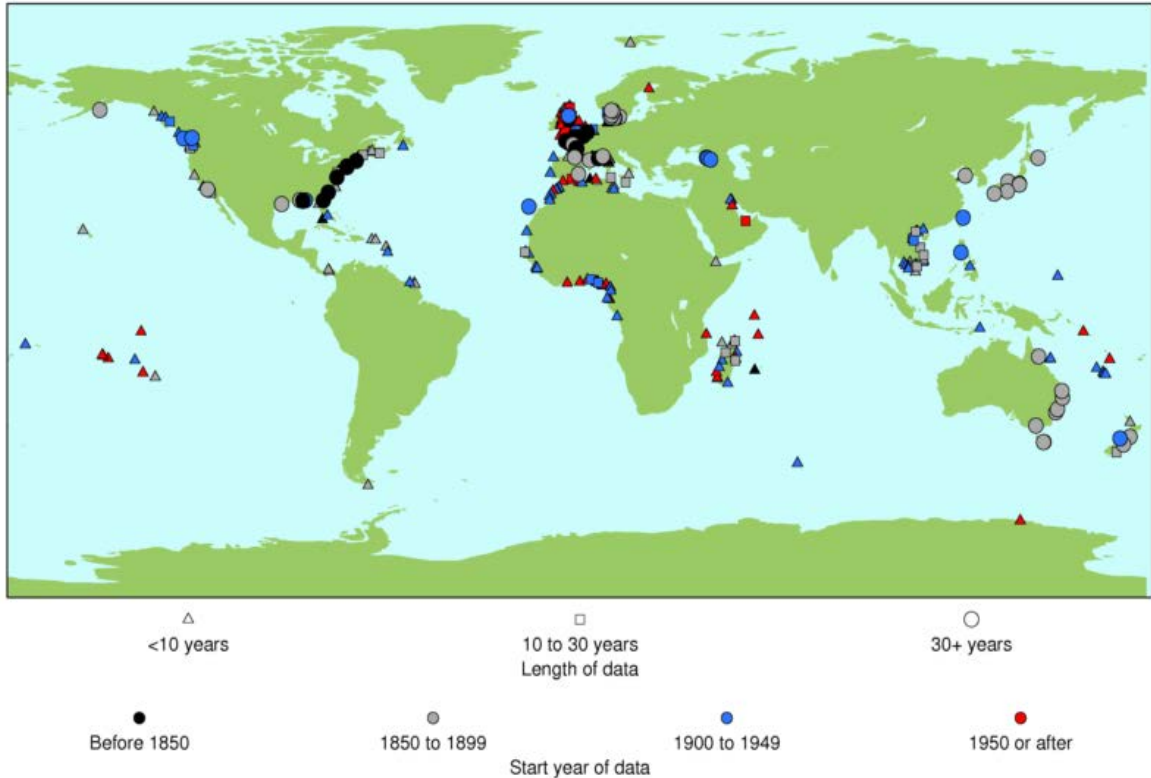 <10 years
10 to 30 years
30+ years
Length of data
Before 1850
1850 to 1899
1900 to 1949
1950 or after
Start year of data